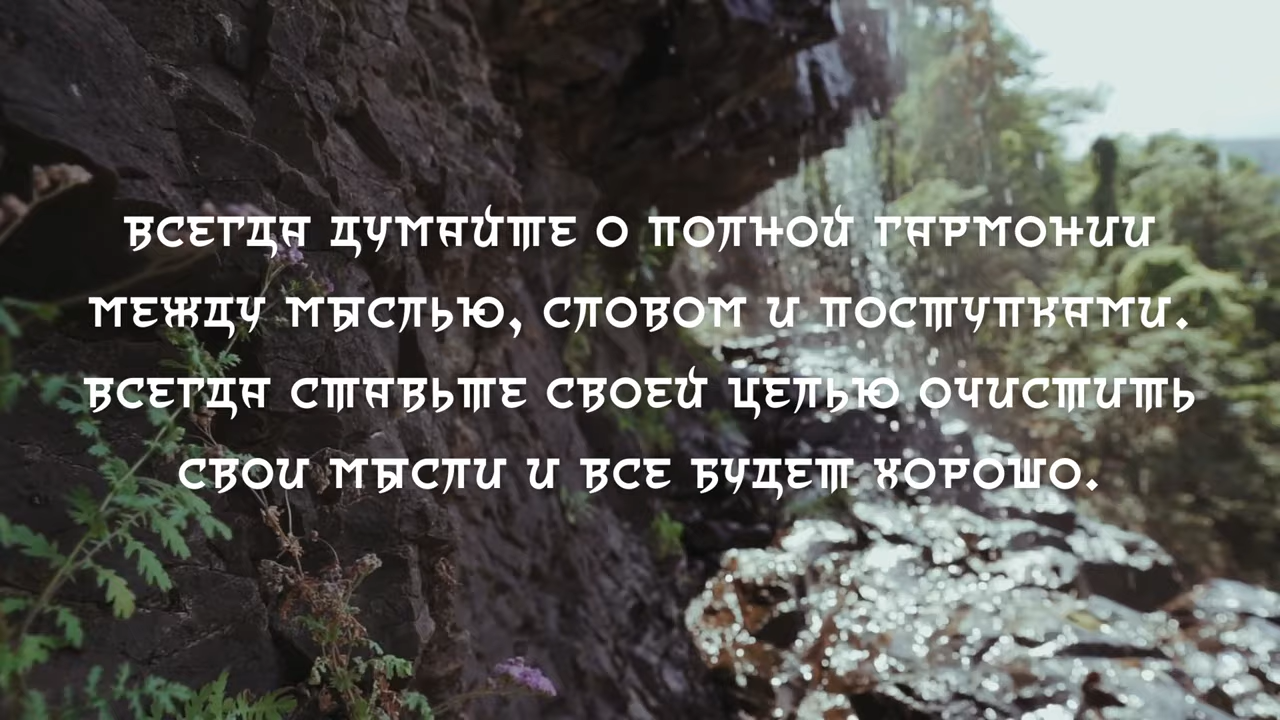 ВСЕГДА ДУМАЙТЕ О ПОЛНОЙ ГАРМОНИИ
МЕЖДУ МЫСЛЬЮ, СЛОВОМ И ПОСТУПКАМИ.
ВСЕГДА СТАВЬТЕ СВОЕЙ ЦЕЛЬЮ ОЧИСТИТЬ
СВОИ МЫСЛИ И ВСЕ БУДЕТ ХОРОШО.